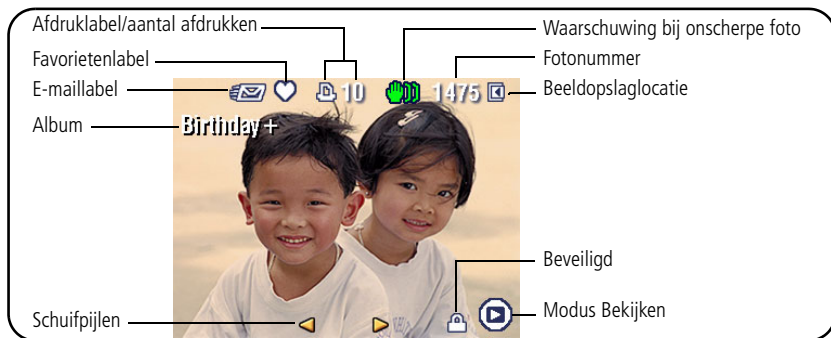 Afdruklabel/aantal afdrukken
Favorietenlabel
E-maillabel
Album
Waarschuwing bij onscherpe foto
Fotonummer
Beeldopslaglocatie
10
1475
Birthday+
Beveiligd
Modus Bekijken
Schuifpijlen